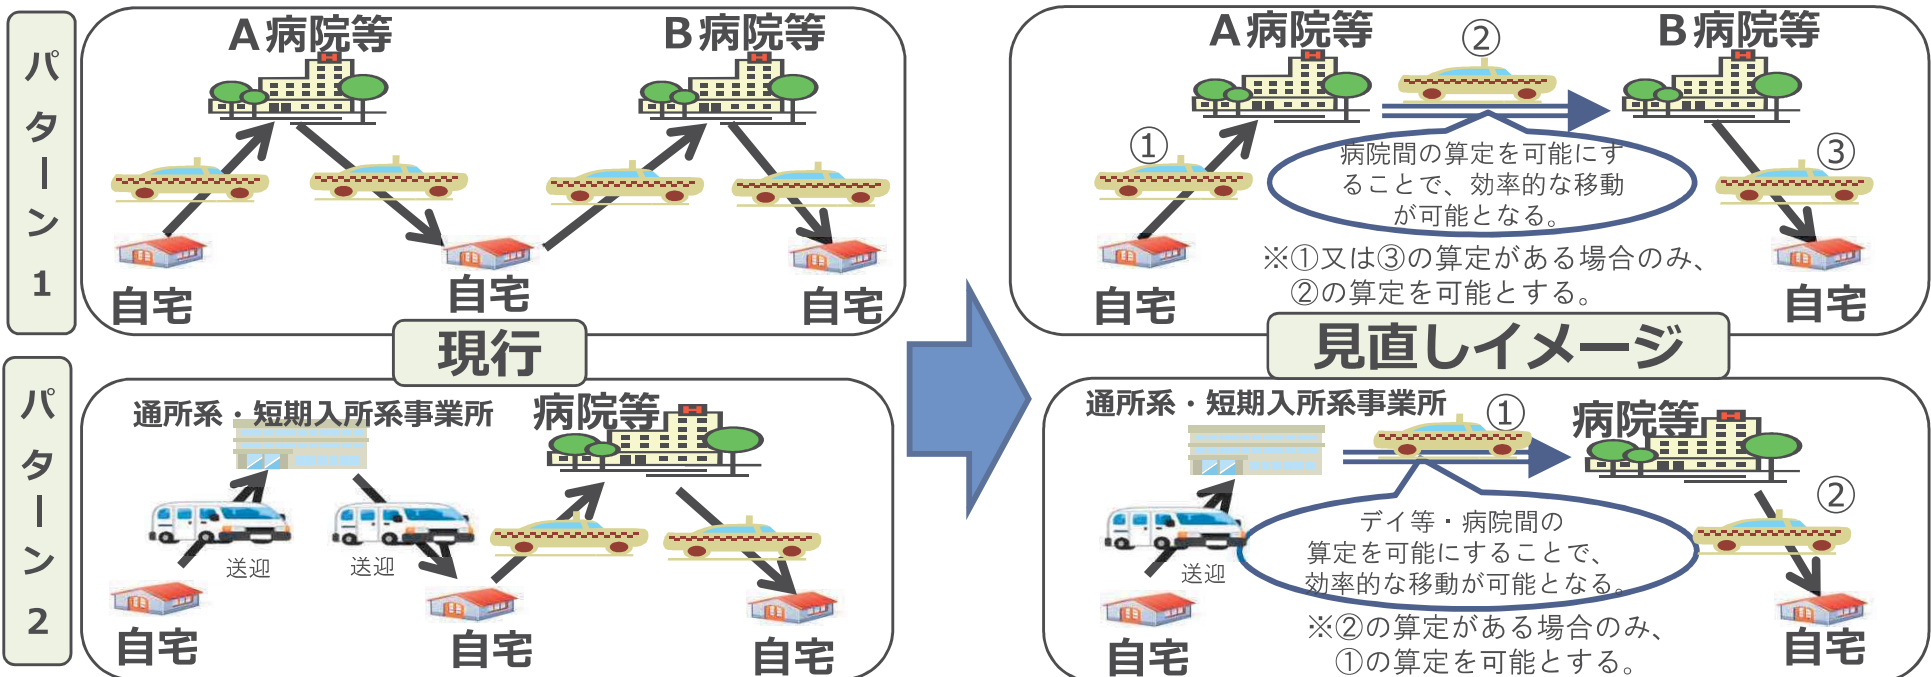 パターン1
A病院等
B病院等
自宅
自宅
自宅
現行
パターン2
通所系・短期入所系事業所
病院等
送迎
送迎
自宅
自宅
自宅
A病院等
②
B病院等
①
③
病院間の算定を可能にす
ることで、効率的な移動
が可能となる。
※①又は③の算定がある場合のみ、
②の算定を可能とする。
自宅
自宅
見直しイメージ
通所系・短期入所系事業所
①
病院等
②
デイ等・病院間の
算定を可能にすることで、
効率的な移動が可能となる。
送迎
※②の算定がある場合のみ、
①の算定を可能とする。
自宅
自宅